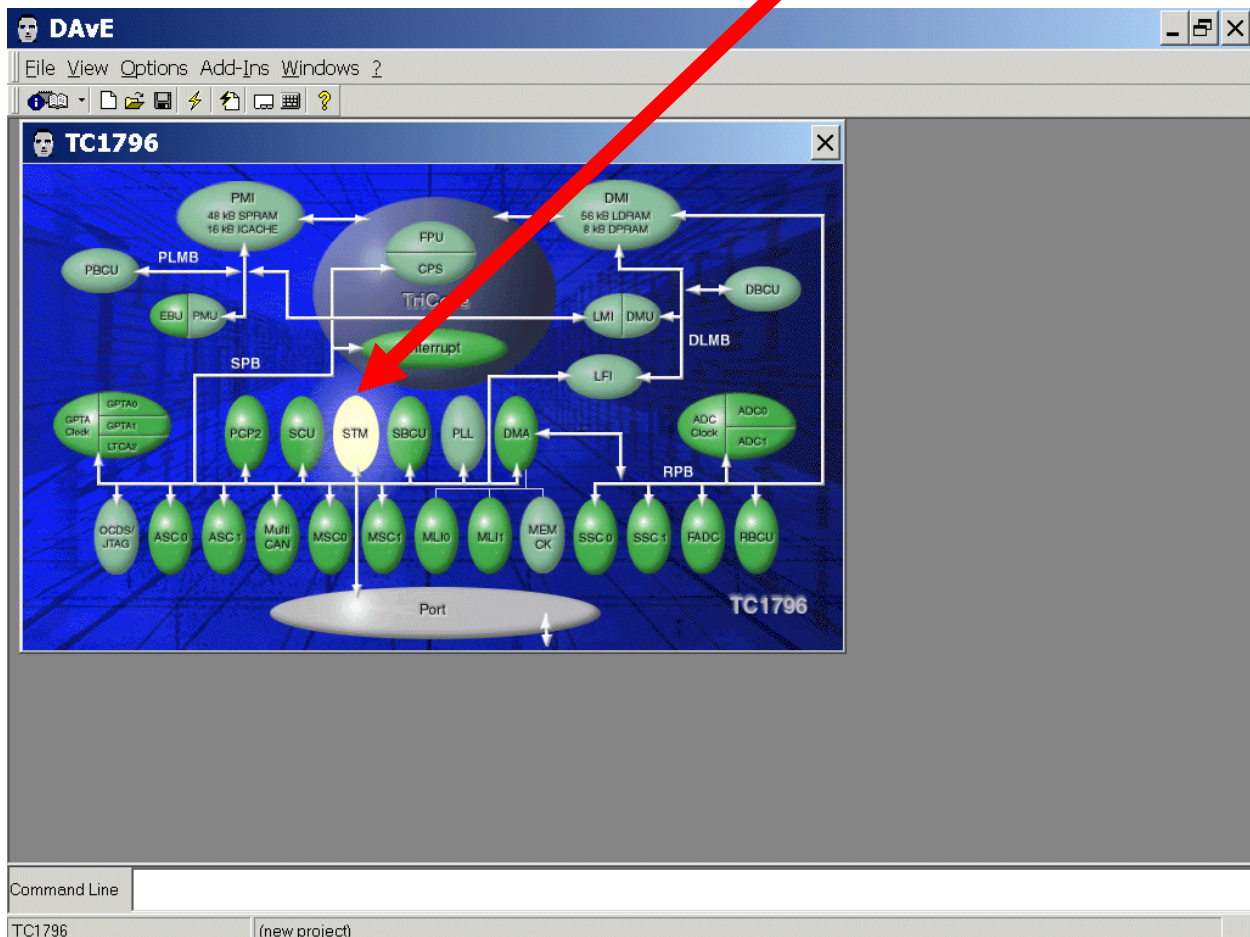 DAvE
File View Options Add-Ins Windows ?
TC1796
PMI
48 kB SPRAM
16 kB ICACHE
DMI
56 kB LDRAM
8 kB DPRAM
FPU
CPS
PBCU
PLMB
DBCU
EBU PMU
LMI DMU
DLMB
SPB
LFI
GPTA
Clock
GPTA0
GPTA1
LTCA2
PCP2
SCU
STM
SBCU
PLL
DMA
ADC
Clock
ADC0
ADC1
RPB
OCDS/
JTAG
ASC0
ASC1
Multi
CAN
MSC0
MSC1
MLI0
MLI1
MEM
CK
SSC0
SSC1
FADC
RBCU
Port
TC1796
Command Line
TC1796
(new project)